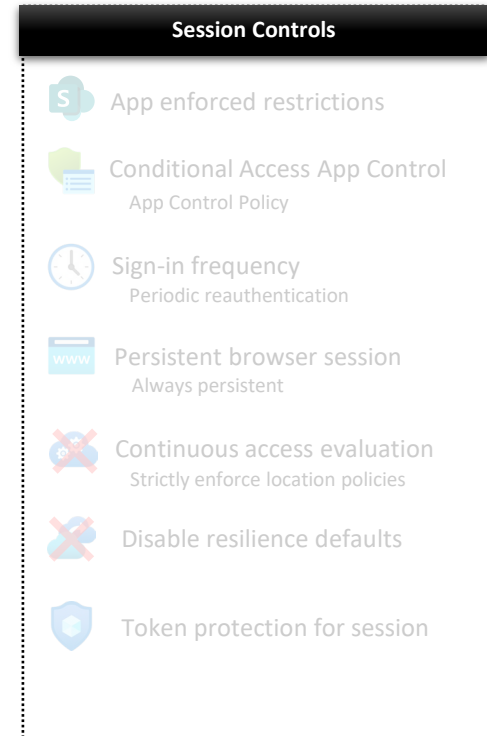 Session Controls
S
App enforced restrictions
Conditional Access App Control
App Control Policy
Sign-in frequency
Periodic reauthentication
www
Persistent browser session
Always persistent
Continuous access evaluation
Strictly enforce location policies
Disable resilience defaults
Token protection for session